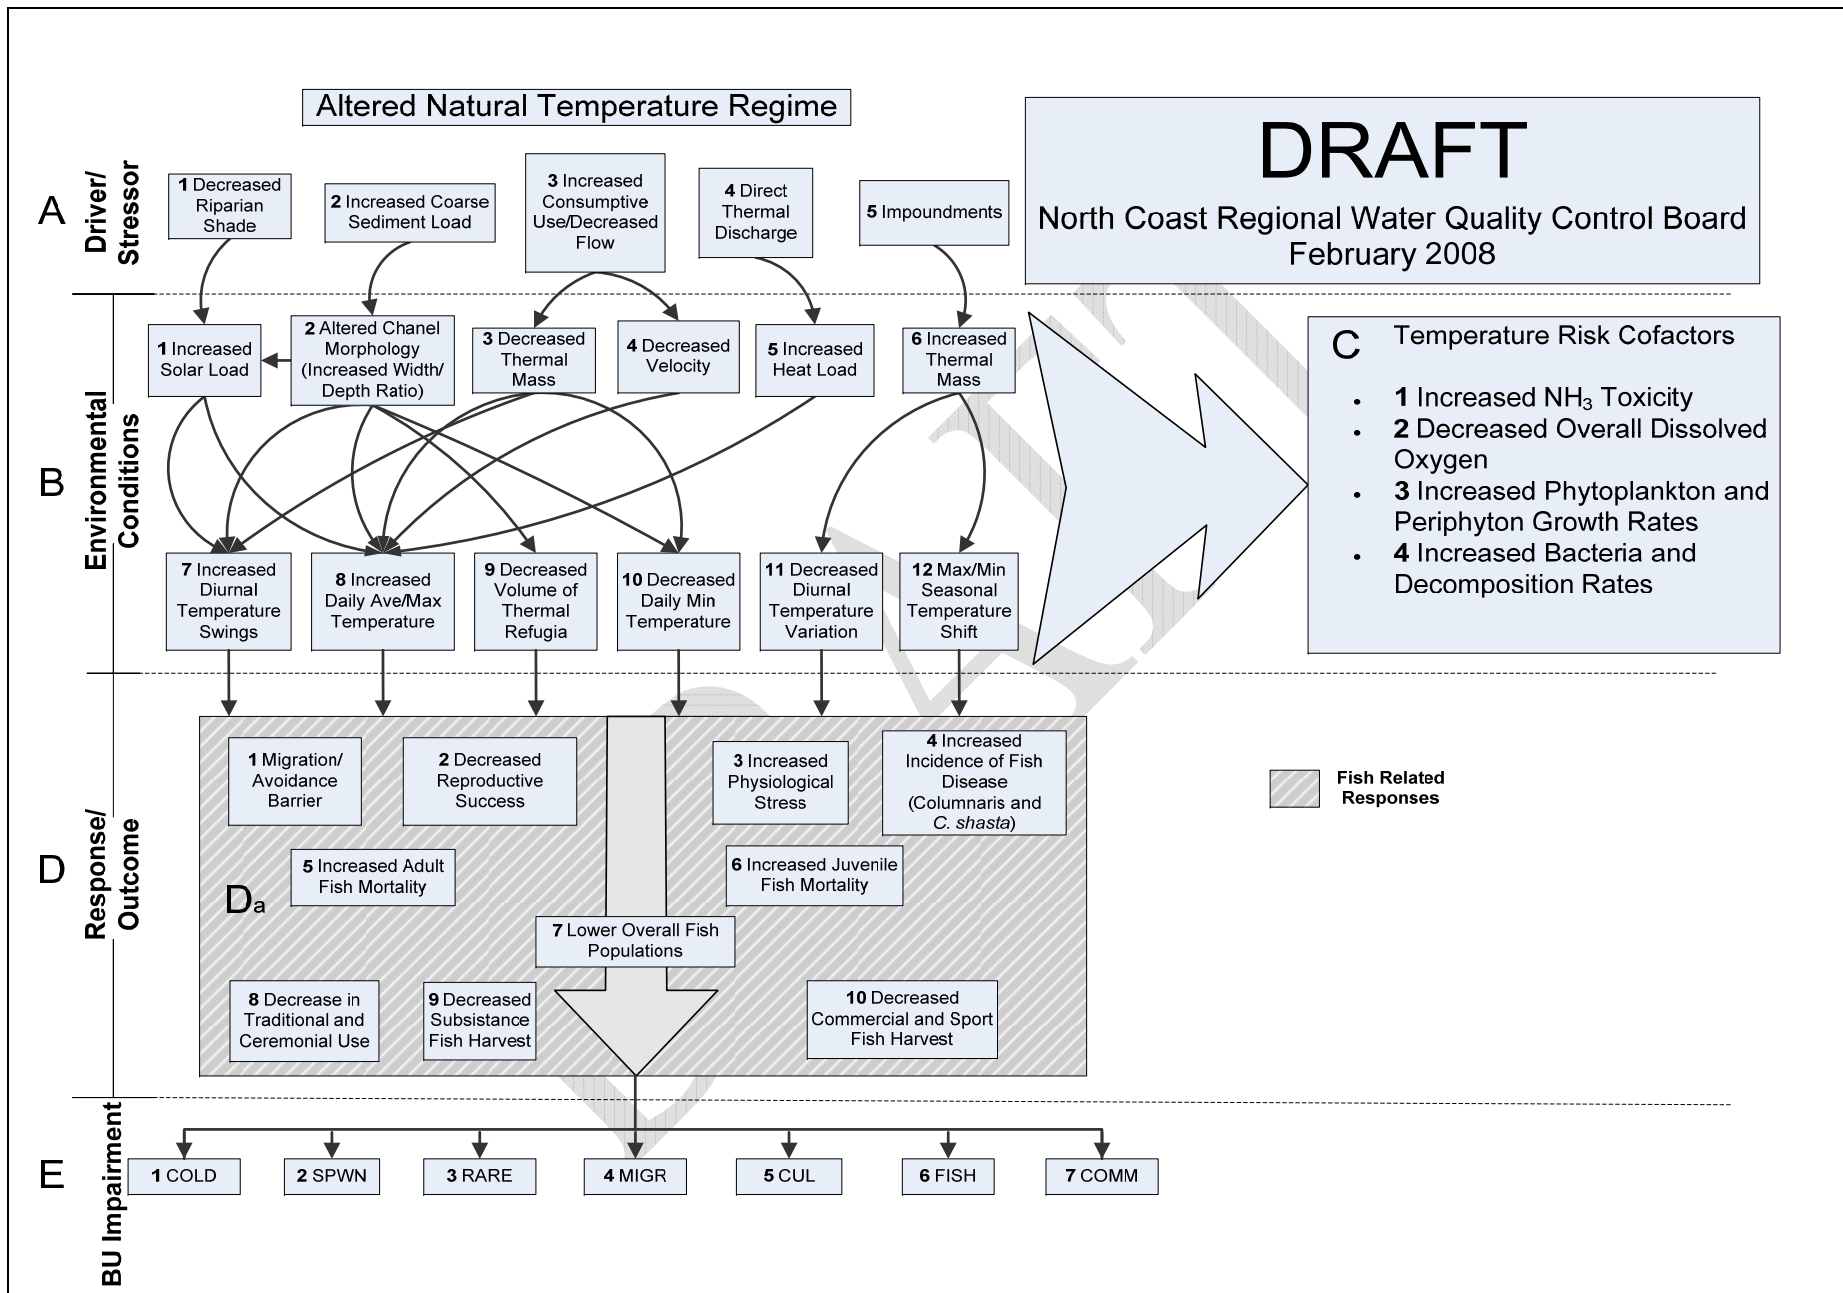 Altered Natural Temperature Regime
DRAFT
North Coast Regional Water Quality Control Board
February 2008
A
Driver/
Stressor
1 Decreased
Riparian
Shade
2 Increased Coarse
Sediment Load
3 Increased
Consumptive
Use/Decreased
Flow
4 Direct
Thermal
Discharge
5 Impoundments
B
Environmental
Conditions
1 Increased
Solar Load
2 Altered Chanel
Morphology
(Increased Width/
Depth Ratio)
3 Decreased
Thermal
Mass
4 Decreased
Velocity
5 Increased
Heat Load
6 Increased
Thermal
Mass
7 Increased
Diurnal
Temperature
Swings
8 Increased
Daily Ave/Max
Temperature
9 Decreased
Volume of
Thermal
Refugia
10 Decreased
Daily Min
Temperature
11 Decreased
Diurnal
Temperature
Variation
12 Max/Min
Seasonal
Temperature
Shift
C Temperature Risk Cofactors
• 1 Increased NH3 Toxicity
• 2 Decreased Overall Dissolved
Oxygen
• 3 Increased Phytoplankton and
Periphyton Growth Rates
• 4 Increased Bacteria and
Decomposition Rates
D
Response/
Outcome
1 Migration/
Avoidance
Barrier
2 Decreased
Reproductive
Success
3 Increased
Physiological
Stress
4 Increased
Incidence of Fish
Disease
(Columnaris and
C. shasta)
5 Increased Adult
Fish Mortality
6 Increased Juvenile
Fish Mortality
Da
7 Lower Overall Fish
Populations
8 Decrease in
Traditional and
Ceremonial Use
9 Decreased
Subsistance
Fish Harvest
10 Decreased
Commercial and Sport
Fish Harvest
Fish Related
Responses
E
BU Impairment
1 COLD
2 SPWN
3 RARE
4 MIGR
5 CUL
6 FISH
7 COMM
DRAFT